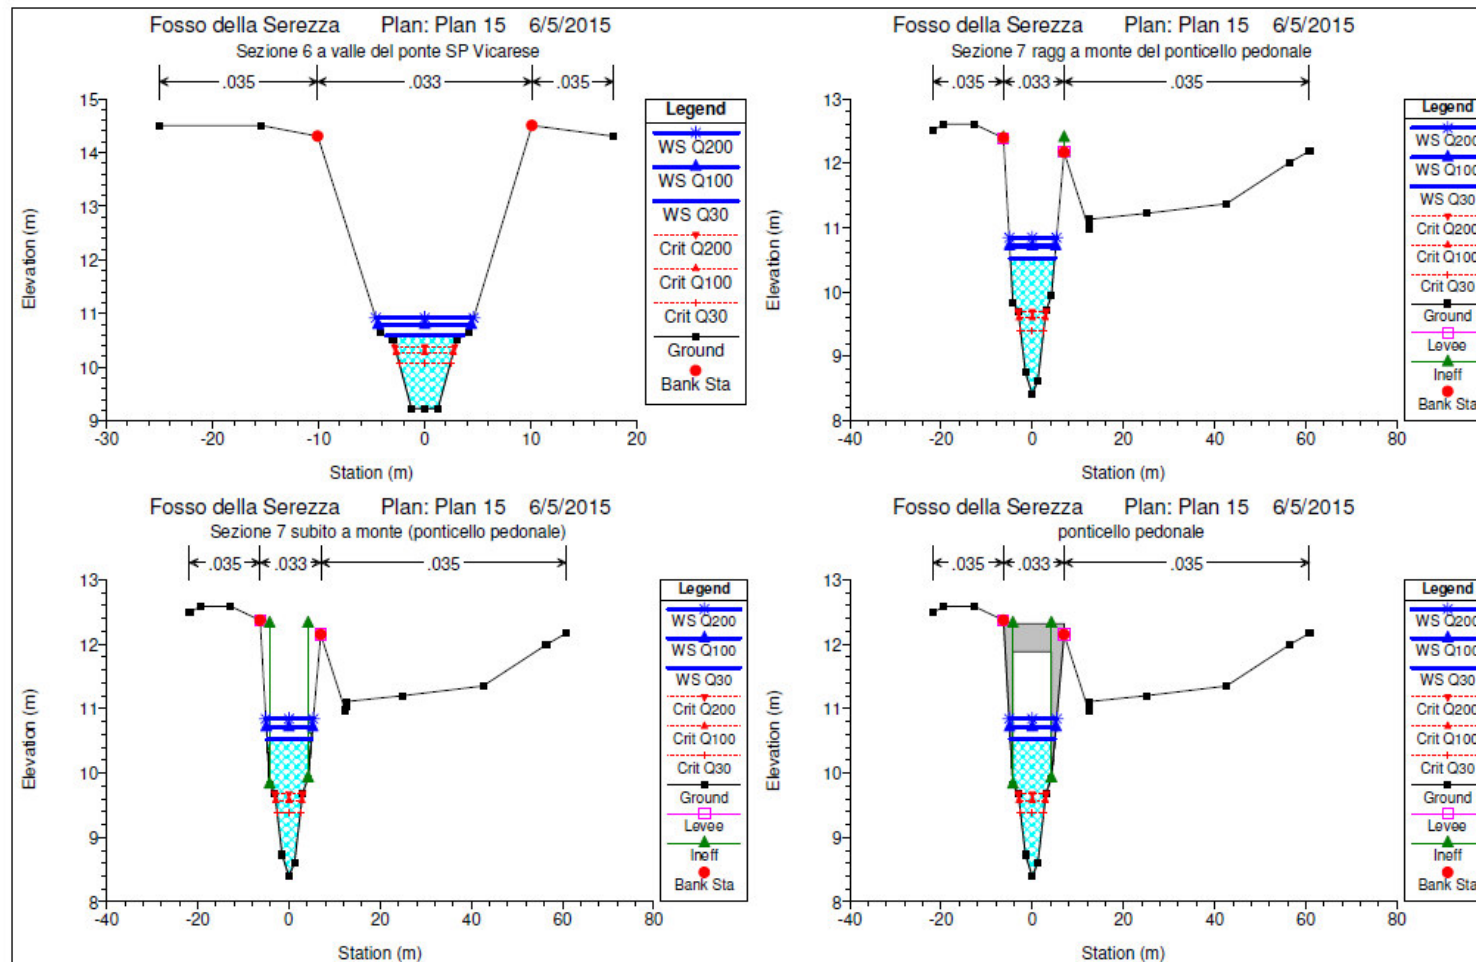 Fosso della Serezza Plan: Plan 15 6/5/2015
Sezione 6 a valle del ponte SP Vicarese
.035 .033 .035
15
14
13
12
11
10
9
-30 -20 -10 0 10 20
Station (m)
Elevation (m)
Legend
WS Q200
WS Q100
WS Q30
Crit Q200
Crit Q100
Crit Q30
Ground
Bank Sta
Fosso della Serezza Plan: Plan 15 6/5/2015
Sezione 7 ragg a monte del ponticello pedonale
.035 .033 .035
13
12
11
10
9
8
-40 -20 0 20 40 60 80
Station (m)
Elevation (m)
Legend
WS Q200
WS Q100
WS Q30
Crit Q200
Crit Q100
Crit Q30
Ground
Levee
Ineff
Bank Sta
Fosso della Serezza Plan: Plan 15 6/5/2015
Sezione 7 subito a monte (ponticello pedonale)
.035 .033 .035
13
12
11
10
9
8
-40 -20 0 20 40 60 80
Station (m)
Elevation (m)
Legend
WS Q200
WS Q100
WS Q30
Crit Q200
Crit Q100
Crit Q30
Ground
Levee
Ineff
Bank Sta
Fosso della Serezza Plan: Plan 15 6/5/2015
ponticello pedonale
.035 .033 .035
13
12
11
10
9
8
-40 -20 0 20 40 60 80
Station (m)
Elevation (m)
Legend
WS Q200
WS Q100
WS Q30
Crit Q200
Crit Q100
Crit Q30
Ground
Levee
Ineff
Bank Sta